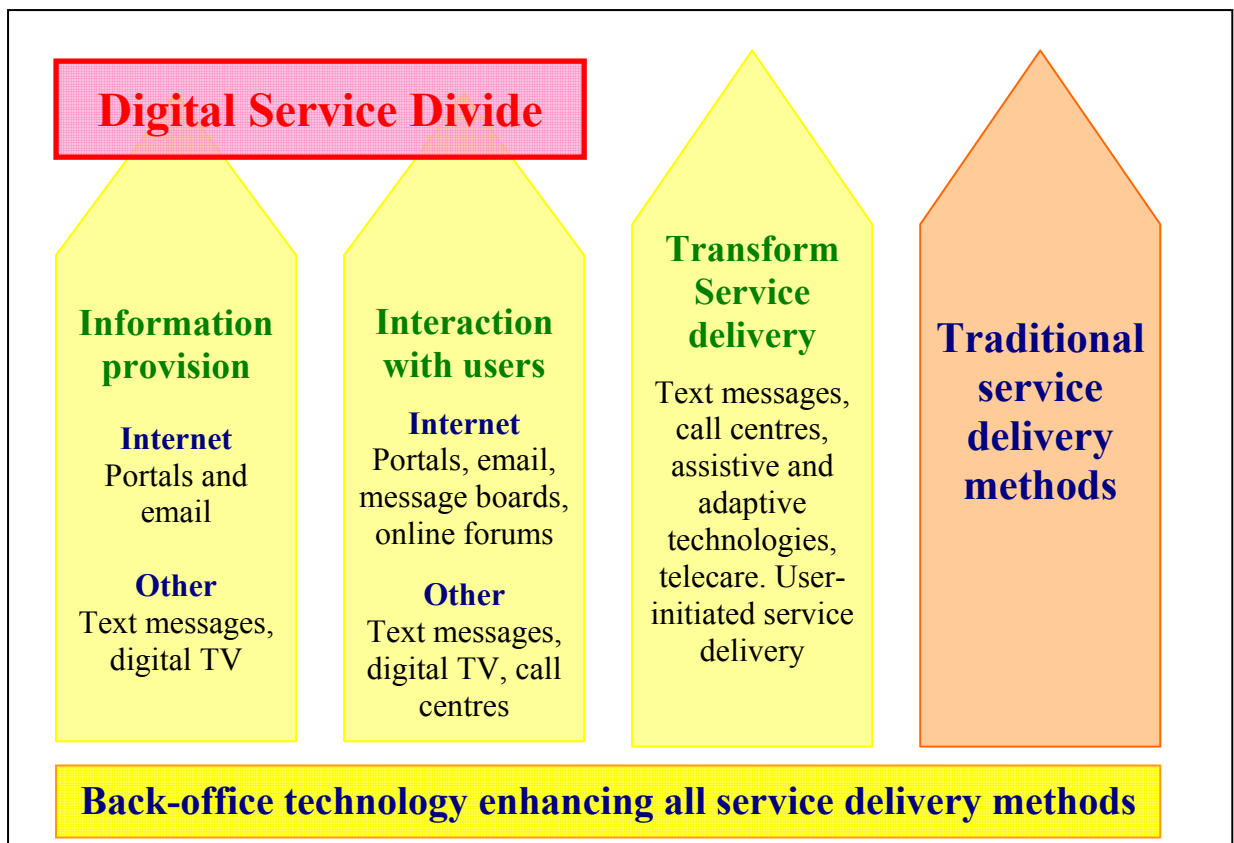 Digital Service Divide
Information
provision
Internet
Portals and
email
Other
Text messages,
digital TV
Interaction
with users
Internet
Portals, email,
message boards,
online forums
Other
Text messages,
digital TV, call
centres
Transform
Service
delivery
Text messages,
call centres,
assistive and
adaptive
technologies,
telecare. User-
initiated service
delivery
Traditional
service
delivery
methods
Back-office technology enhancing all service delivery methods